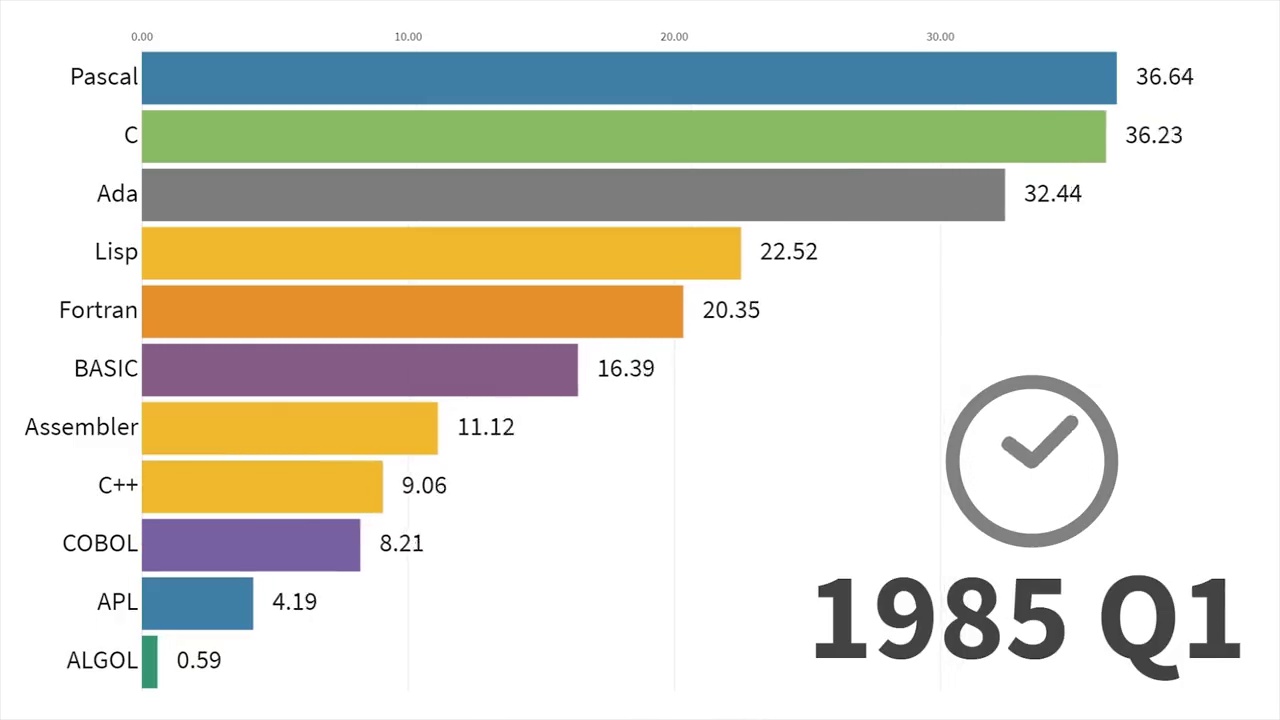 0.00 10.00 20.00 30.00
Pascal 36.64
C 36.23
Ada 32.44
Lisp 22.52
Fortran 20.35
BASIC 16.39
Assembler 11.12
C++ 9.06
COBOL 8.21
APL 4.19
ALGOL 0.59
1985 Q1